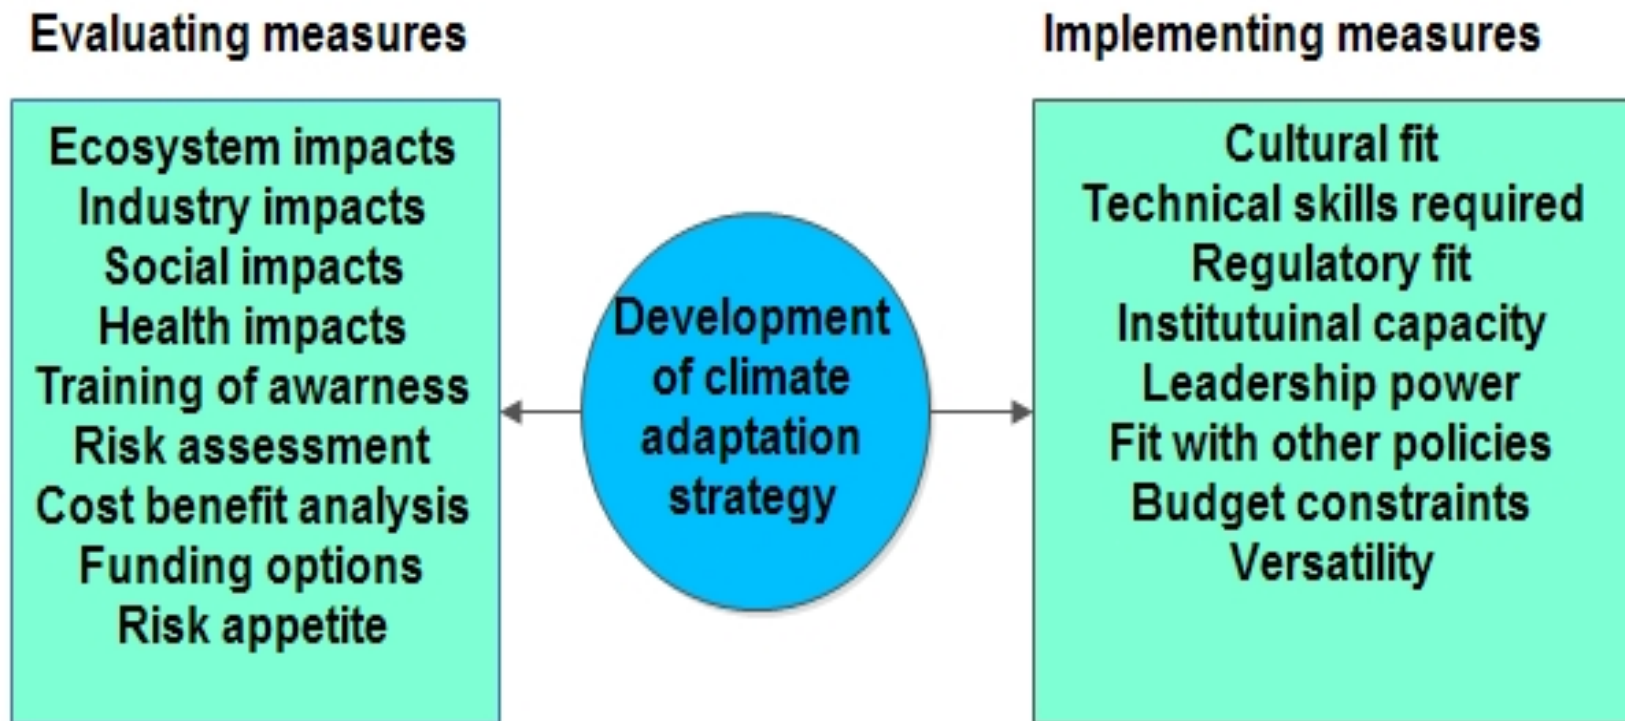 Evaluating measures
Ecosystem impacts
Industry impacts
Social impacts
Health impacts
Training of awarness
Risk assessment
Cost benefit analysis
Funding options
Risk appetite
Development
of climate
adaptation
strategy
Implementing measures
Cultural fit
Technical skills required
Regulatory fit
Institutuinal capacity
Leadership power
Fit with other policies
Budget constraints
Versatility